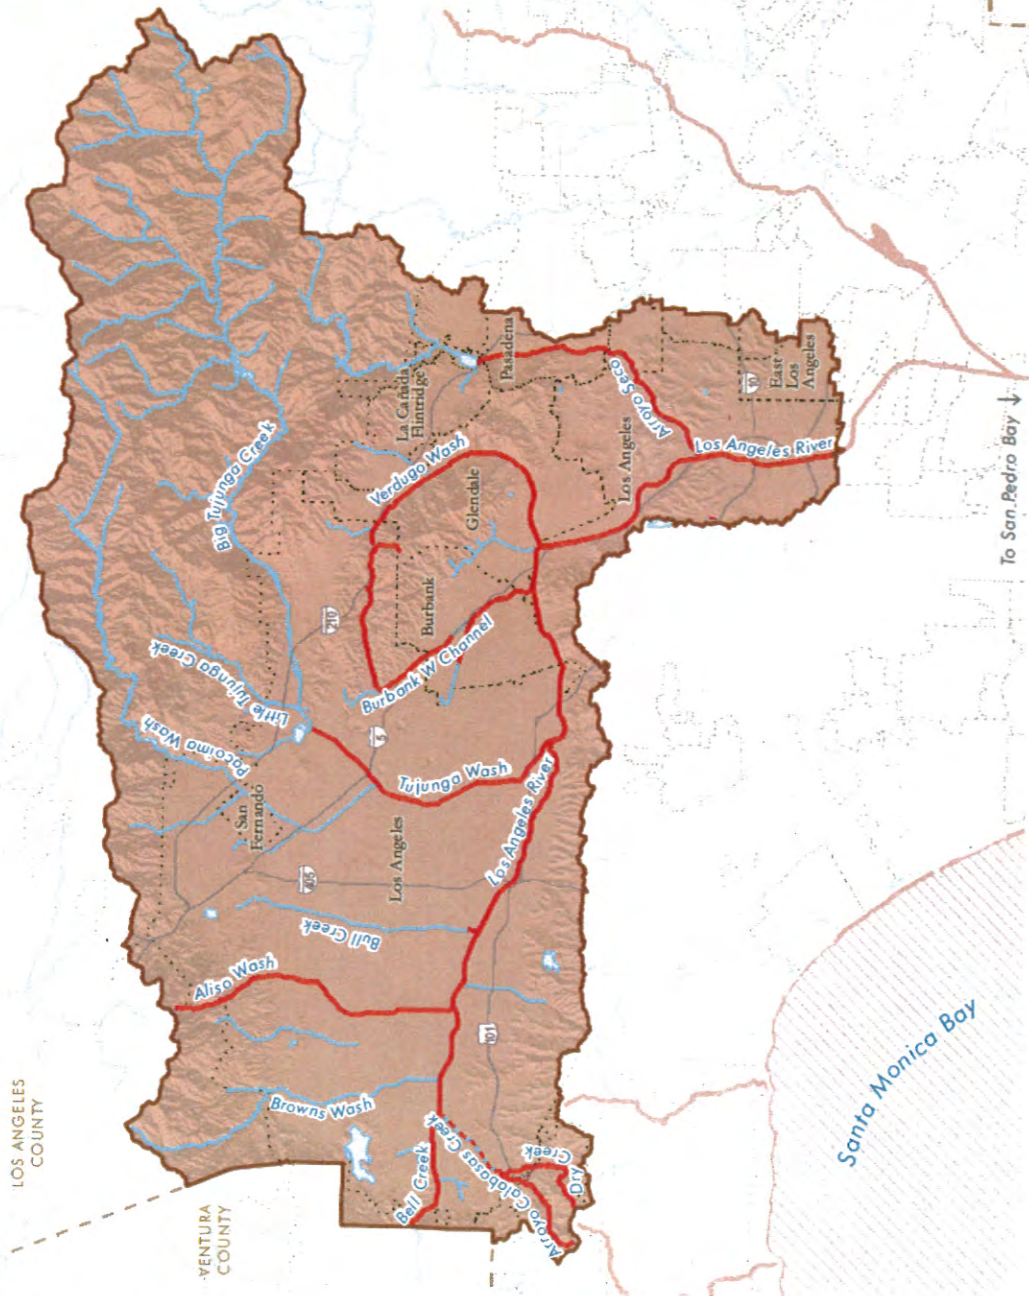 LOS ANGELES
COUNTY
VENTURA
COUNTY
Big Tujunga Creek
Little Tujunga Creek
Pacoima Wash
San
Fernando
La Cañada
Flintridge
Pasadena
Verdugo Wash
Glendale
Burbank
Burbank W Channel
210
5
Tujunga Wash
Los Angeles
405
Bull Creek
Aliso Wash
Browns Wash
Los Angeles River
101
Bell Creek
Arroyo Calabasas Creek
Dry Creek
Arroyo Seco
Los Angeles
Los Angeles River
10
East
Los
Angeles
To San Pedro Bay ↓
Santa Monica Bay